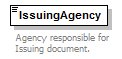 IssuingAgency
Agency responsible for
Issuing document.